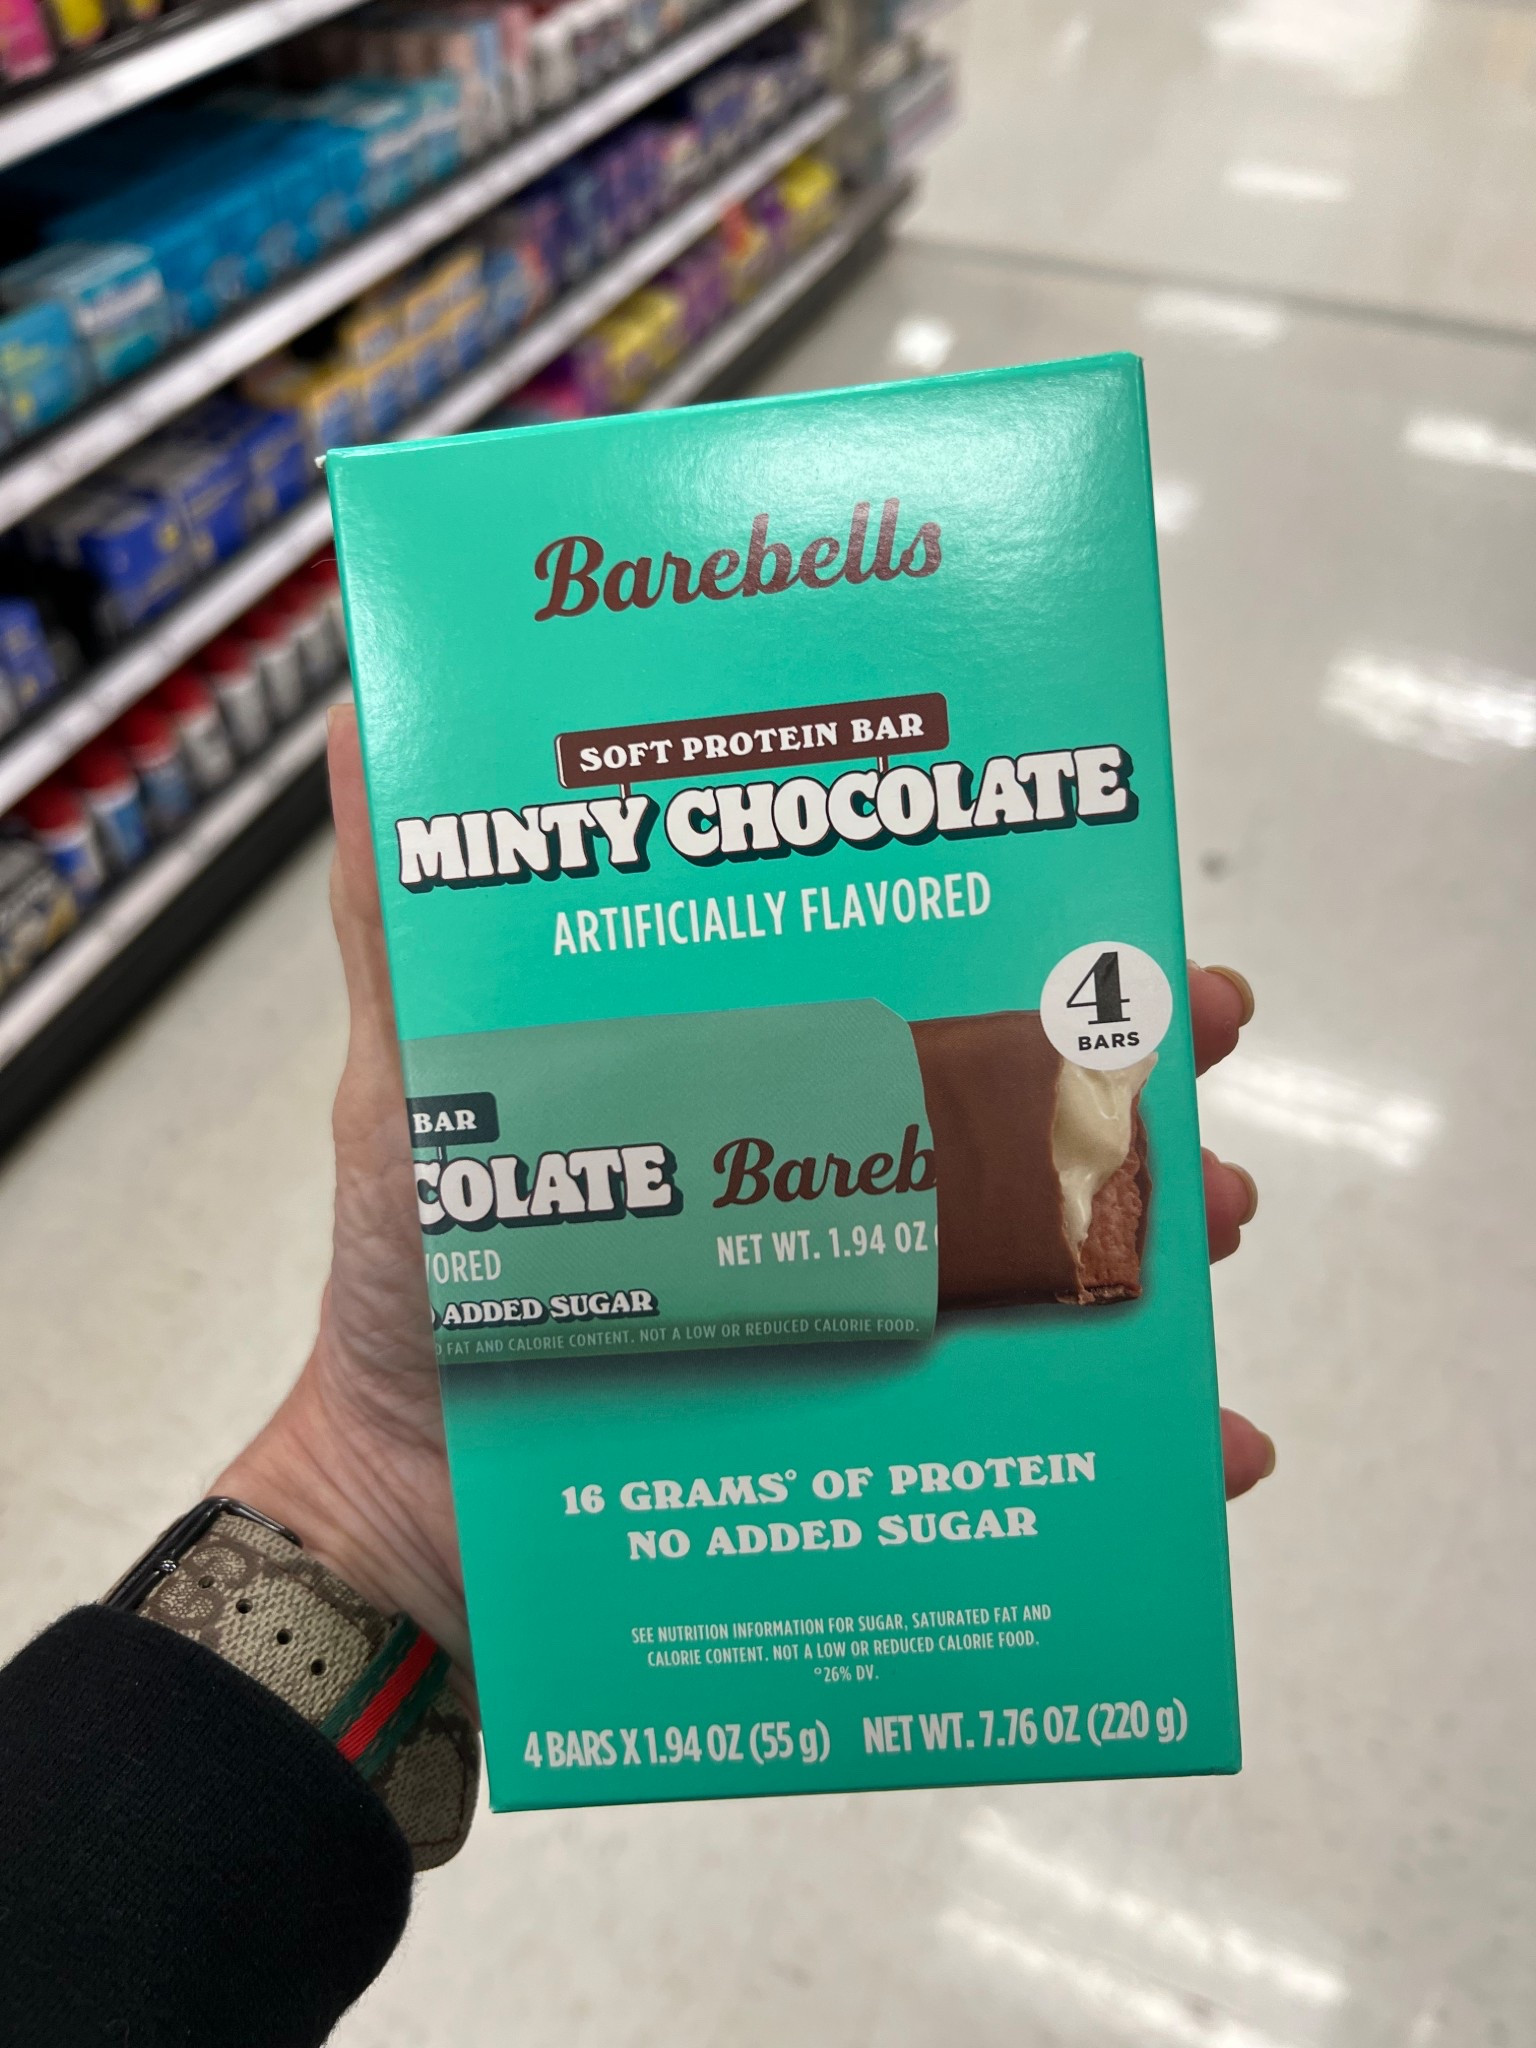 Barebells
SOFT PROTEIN BAR
MINTY CHOCOLATE
ARTIFICIALLY FLAVORED
4
BARS
BAR
COLATE
Bareb
VORED
NET WT. 1.94 OZ
ADDED SUGAR
FAT AND CALORIE CONTENT. NOT A LOW OR REDUCED CALORIE FOOD.
16 GRAMS° OF PROTEIN
NO ADDED SUGAR
SEE NUTRITION INFORMATION FOR SUGAR, SATURATED FAT AND
CALORIE CONTENT. NOT A LOW OR REDUCED CALORIE FOOD.
°26% DV.
4 BARS X 1.94 OZ (55 g) NET WT. 7.76 OZ (220 g)